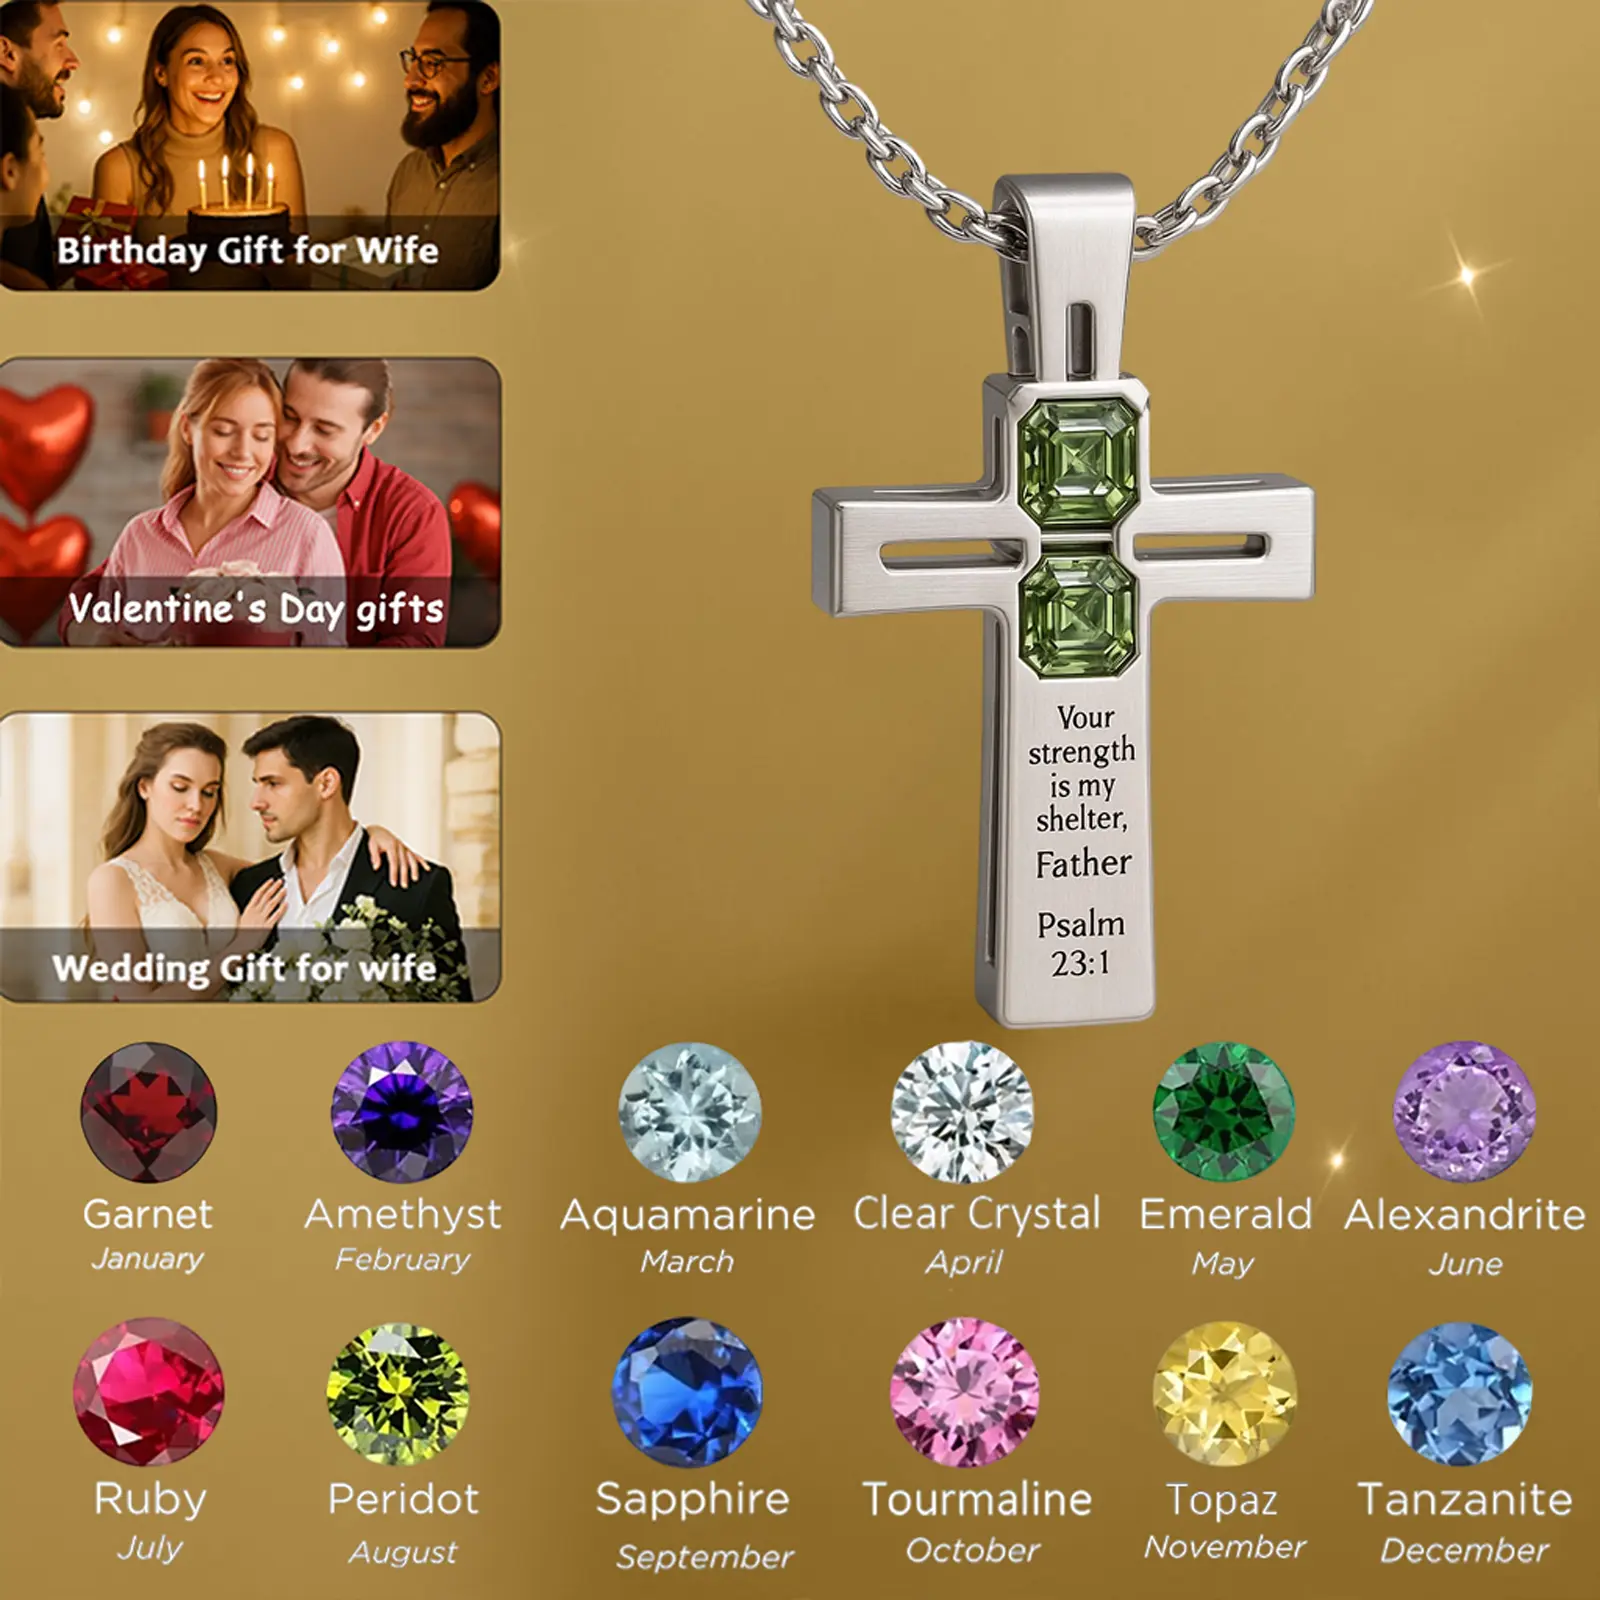 Birthday Gift for Wife
Valentine's Day gifts
Wedding Gift for wife
Your
strength
is my
shelter,
Father
Psalm
23:1
Garnet
January
Amethyst
February
Aquamarine
March
Clear Crystal
April
Emerald
May
Alexandrite
June
Ruby
July
Peridot
August
Sapphire
September
Tourmaline
October
Topaz
November
Tanzanite
December